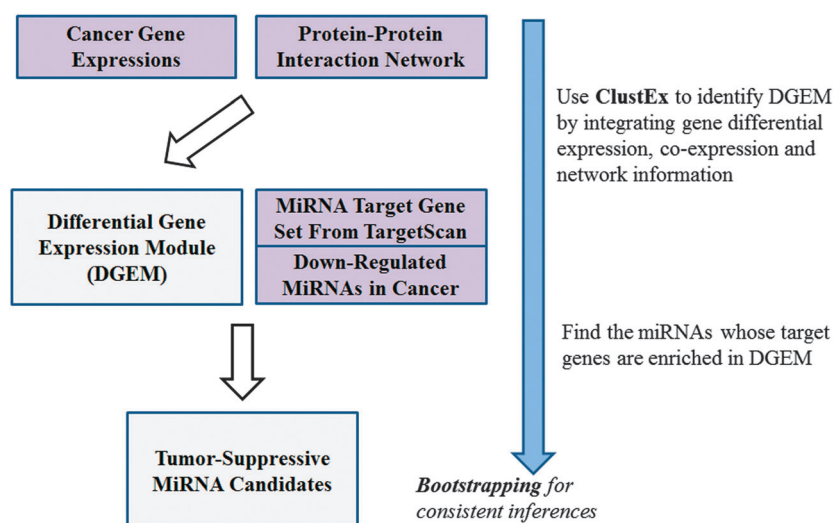 Cancer Gene
Expressions
Protein-Protein
Interaction Network
Use ClustEx to identify DGEM
by integrating gene differential
expression, co-expression and
network information
Differential Gene
Expression Module
(DGEM)
MiRNA Target Gene
Set From TargetScan
Down-Regulated
MiRNAs in Cancer
Find the miRNAs whose target
genes are enriched in DGEM
Tumor-Suppressive
MiRNA Candidates
Bootstrapping for
consistent inferences